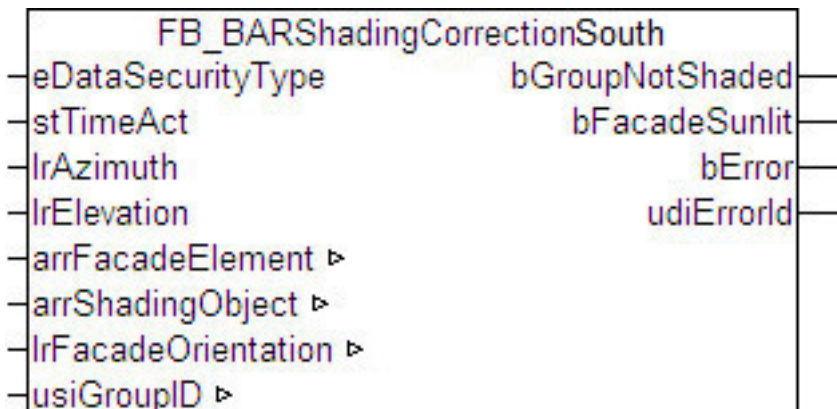 FB_BARShadingCorrectionSouth
eDataSecurityType bGroupNotShaded
stTimeAct bFacadeSunlit
lrAzimuth bError
lrElevation udiErrorId
arrFacadeElement
arrShadingObject
lrFacadeOrientation
usiGroupID